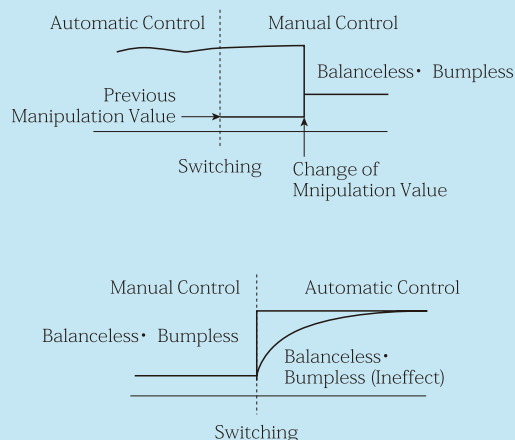 Automatic Control
Manual Control
Balanceless・ Bumpless
Previous
Manipulation Value
Switching
Change of
Mnipulation Value
Manual Control
Automatic Control
Balanceless・ Bumpless
Balanceless・
Bumpless (Ineffect)
Switching